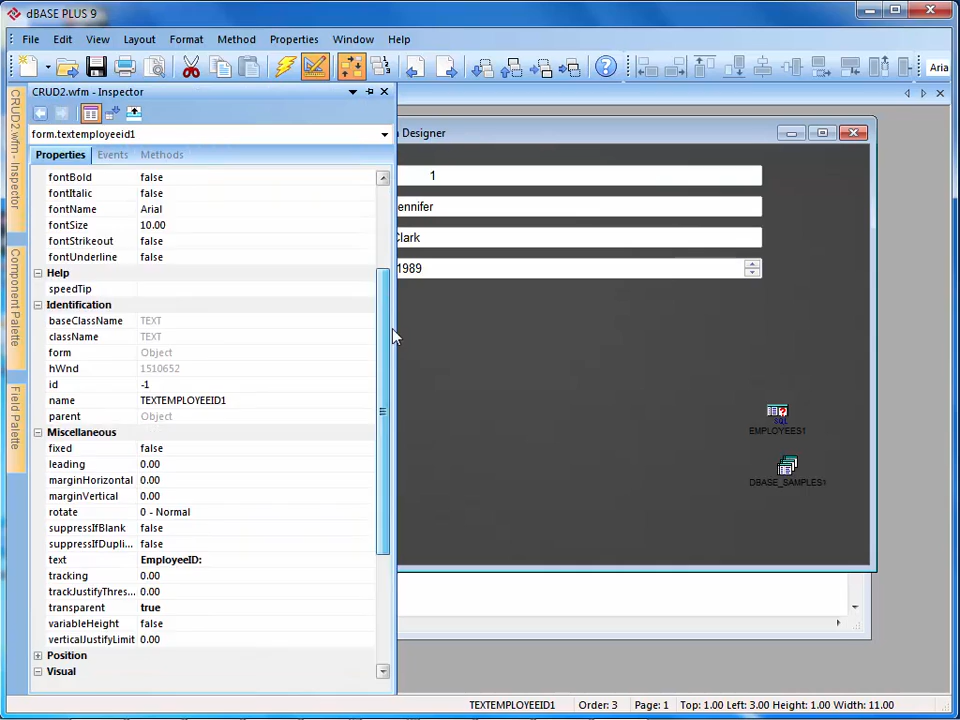 dBASE PLUS 9
File Edit View Layout Format Method Properties Window Help
Aria
CRUD2.wfm - Inspector
form.textemployeeid1
Properties Events Methods
fontBold false
fontItalic false
fontName Arial
fontSize 10.00
fontStrikeout false
fontUnderline false
Help
speedTip
Identification
baseClassName TEXT
className TEXT
form Object
hWnd 1510652
id -1
name TEXTEMPLOYEEID1
parent Object
Miscellaneous
fixed false
leading 0.00
marginHorizontal 0.00
marginVertical 0.00
rotate 0 - Normal
suppressIfBlank false
suppressIfDupli... false
text EmployeeID:
tracking 0.00
trackJustifyThres... 0.00
transparent true
variableHeight false
verticalJustifyLimit 0.00
Position
Visual
CRUD2.wfm - Inspector
Component Palette
Field Palette
Designer
1
ennifer
Clark
1989
SQL
EMPLOYEES1
DBASE_SAMPLES1
TEXTEMPLOYEEID1 Order: 3 Page: 1 Top: 1.00 Left: 3.00 Height: 1.00 Width: 11.00